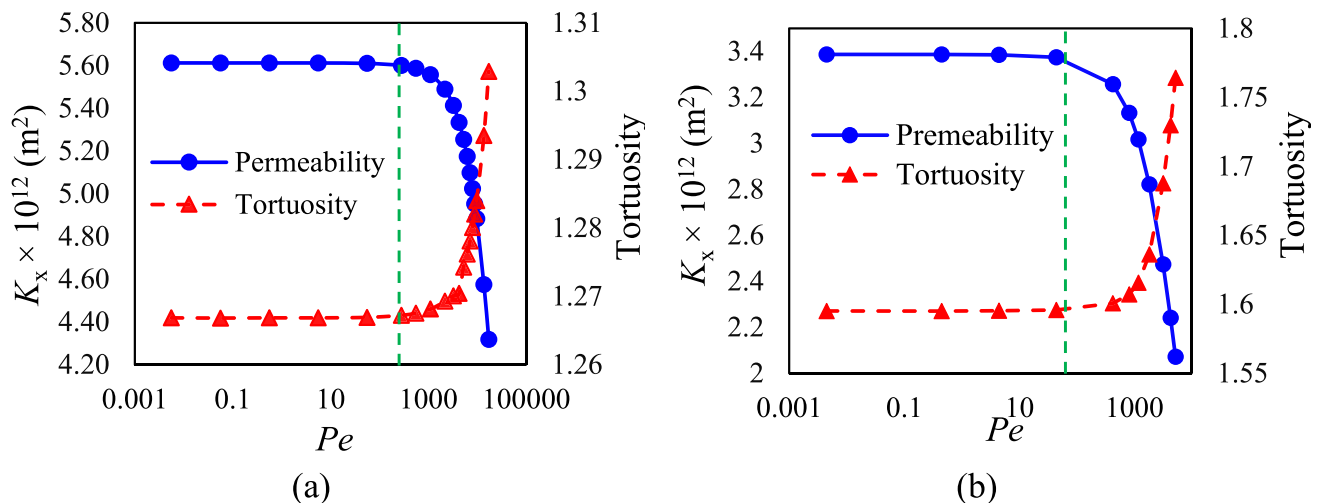 5.80
5.60
5.40
5.20
5.00
4.80
4.60
4.40
4.20
Kx × 10¹² (m²)
1.31
1.3
1.29
1.28
1.27
1.26
Tortuosity
Permeability
Tortuosity
0.001 0.1 10 1000 100000
Pe
(a)
3.4
3.2
3
2.8
2.6
2.4
2.2
2
Kx × 10¹² (m²)
1.8
1.75
1.7
1.65
1.6
1.55
Tortuosity
Premeability
Tortuosity
0.001 0.1 10 1000
Pe
(b)